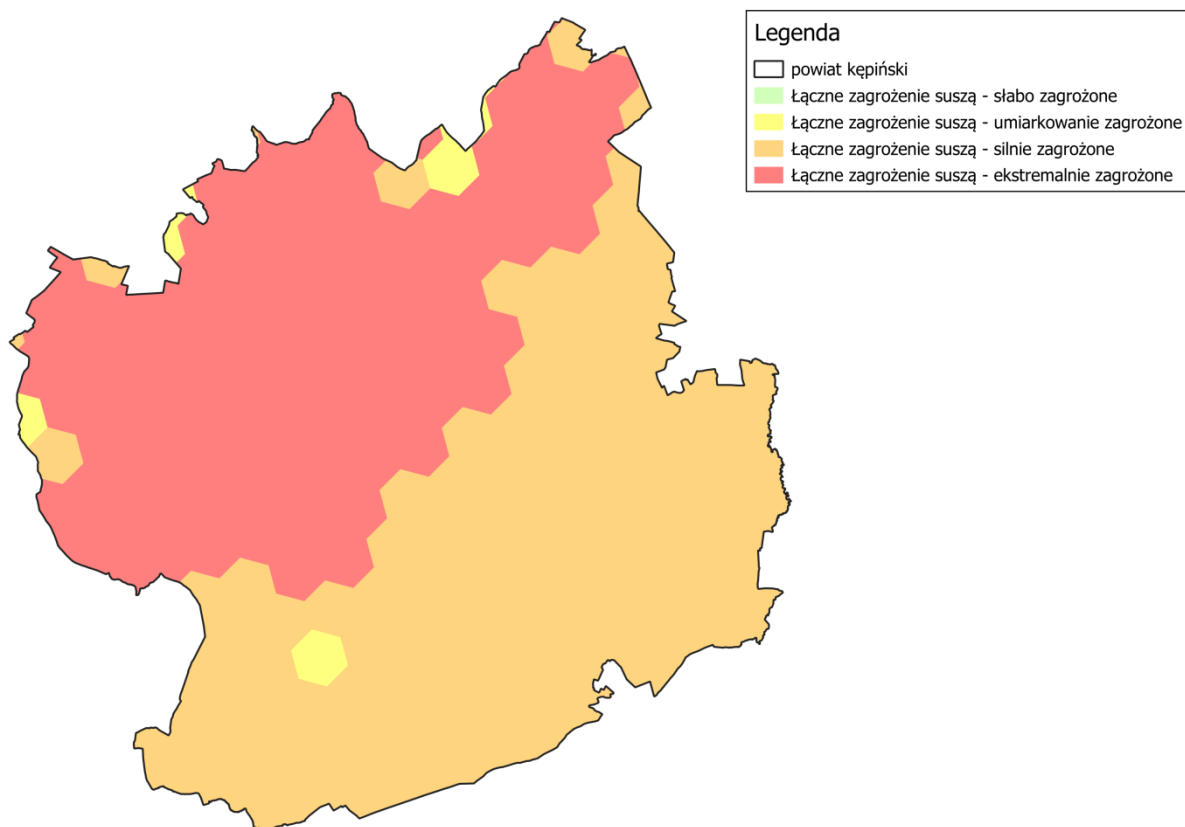 Legenda
powiat kępiński
Łączne zagrożenie suszą - słabo zagrożone
Łączne zagrożenie suszą - umiarkowanie zagrożone
Łączne zagrożenie suszą - silnie zagrożone
Łączne zagrożenie suszą - ekstremalnie zagrożone